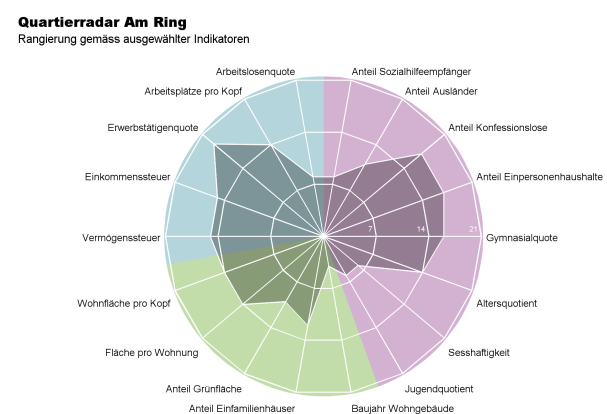 Quartierradar Am Ring
Rangierung gemäss ausgewählter Indikatoren
Arbeitslosenquote
Anteil Sozialhilfeempfänger
Arbeitsplätze pro Kopf
Anteil Ausländer
Erwerbstätigenquote
Anteil Konfessionslose
Einkommenssteuer
Anteil Einpersonenhaushalte
7
14
21
Vermögenssteuer
Gymnasialquote
Wohnfläche pro Kopf
Altersquotient
Fläche pro Wohnung
Sesshaftigkeit
Anteil Grünfläche
Jugendquotient
Anteil Einfamilienhäuser
Baujahr Wohngebäude